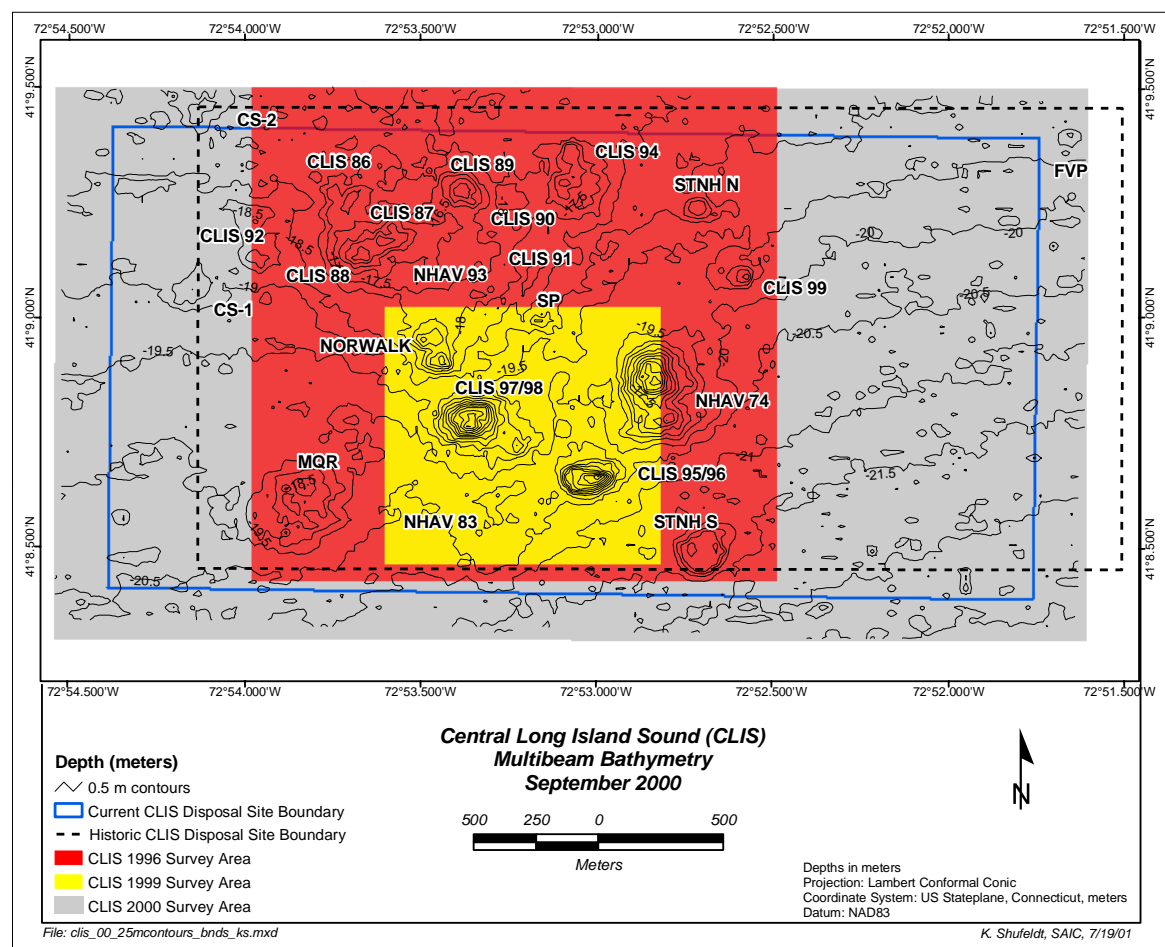 72°54.500'W 72°54.000'W 72°53.500'W 72°53.000'W 72°52.500'W 72°52.000'W 71°51.500'W
41°9.500'N 41°9.500'N
CS-2
CLIS 86 CLIS 89 CLIS 94
STNH N FVP
CLIS 87 CLIS 90
-18.5 -17.5
CLIS 92 -18.5 -20 -20
CLIS 88 NHAV 93 CLIS 91
-17.5
-19 CLIS 99 -20.5
CS-1 SP
41°9.000'N 41°9.000'N
-18 -19.5 -20.5
NORWALK
-19.5 -19.5 -20
CLIS 97/98 NHAV 74
MQR -21
-18.5 CLIS 95/96 -21.5
NHAV 83 STNH S
-19.5
41°8.500'N 41°8.500'N
-20.5
72°54.500'W 72°54.000'W 72°53.500'W 72°53.000'W 72°52.500'W 72°52.000'W 72°51.500'W
Central Long Island Sound (CLIS)
Multibeam Bathymetry
September 2000
500 250 0 500
Meters
N
Depth (meters)
0.5 m contours
Current CLIS Disposal Site Boundary
Historic CLIS Disposal Site Boundary
CLIS 1996 Survey Area
CLIS 1999 Survey Area
CLIS 2000 Survey Area
Depths in meters
Projection: Lambert Conformal Conic
Coordinate System: US Stateplane, Connecticut, meters
Datum: NAD83
File: clis_00_25mcontours_bnds_ks.mxd
K. Shufeldt, SAIC, 7/19/01